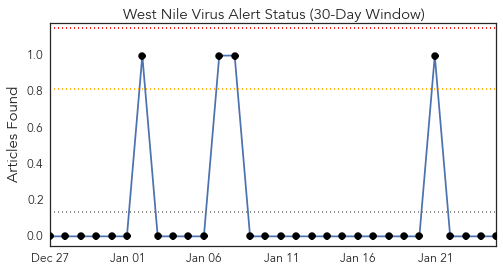 West Nile Virus Alert Status (30-Day Window)
Articles Found
1.0
0.8
0.6
0.4
0.2
0.0
Dec 27 Jan 01 Jan 06 Jan 11 Jan 16 Jan 21